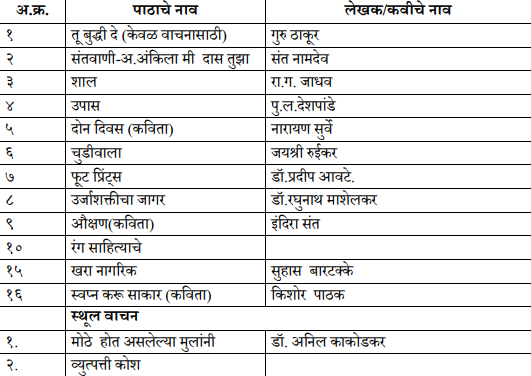 अ.क्र. पाठाचे नाव लेखक/कवीचे नाव
१ तू बुद्धी दे (केवळ वाचनासाठी) गुरु ठाकूर
२ संतवाणी-अ.अंकिला मी दास तुझा संत नामदेव
३ शाल रा.ग. जाधव
४ उपास पु.ल.देशपांडे
५ दोन दिवस (कविता) नारायण सुर्वे
६ चुडीवाला जयश्री रुईकर
७ फूट प्रिंट्स डॉ.प्रदीप आवटे.
८ उर्जाशक्तीचा जागर डॉ.रघुनाथ माशेलकर
९ औक्षण(कविता) इंदिरा संत
१० रंग साहित्याचे
१५ खरा नागरिक सुहास बारटक्के
१६ स्वप्न करू साकार (कविता) किशोर पाठक
स्थूल वाचन
१. मोठे होत असलेल्या मुलांनी डॉ. अनिल काकोडकर
२. व्युत्पत्ती कोश